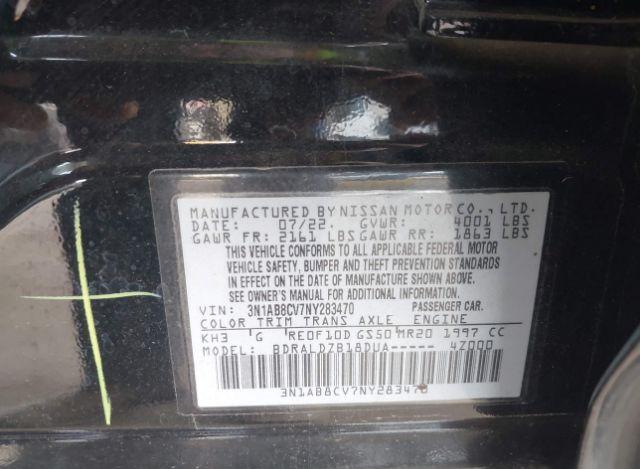 MANUFACTURED BY NISSAN MOTOR CO., LTD.
DATE: 07/22 GVWR: 4001 LBS
GAWR FR: 2161 LBS GAWR RR: 1863 LBS
THIS VEHICLE CONFORMS TO ALL APPLICABLE FEDERAL MOTOR
VEHICLE SAFETY, BUMPER AND THEFT PREVENTION STANDARDS
IN EFFECT ON THE DATE OF MANUFACTURE SHOWN ABOVE.
SEE OWNER'S MANUAL FOR ADDITIONAL INFORMATION.
VIN: 3N1AB8CV7NY283470 PASSENGER CAR.
COLOR TRIM TRANS AXLE ENGINE
KH3 G RE0F10D GS50 MR20 1997 CC
MODEL: BDRALDZB18DUA----- 4Z000
3N1AB8CV7NY283470